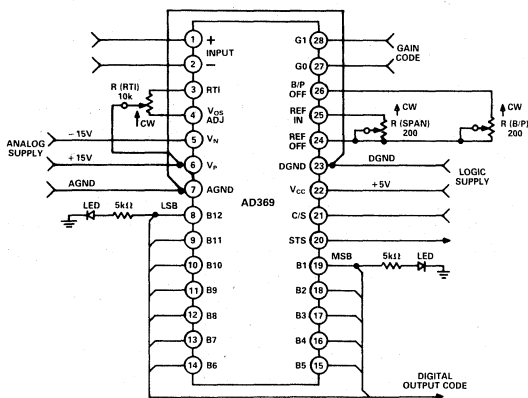 1 + INPUT
2 −
3 RTI
4 V_OS ADJ
5 V_N
6 V_P
7 AGND
8 B12
9 B11
10 B10
11 B9
12 B8
13 B7
14 B6
R (RTI)
10k
CW
ANALOG
SUPPLY
− 15V
+ 15V
AGND
LED
5kΩ
LSB
AD369
G1 28
G0 27
B/P OFF 26
REF IN 25
REF OFF 24
DGND 23
V_CC 22
C/S 21
STS 20
B1 19
B2 18
B3 17
B4 16
B5 15
GAIN
CODE
CW
R (SPAN)
200
CW
R (B/P)
200
DGND
LOGIC
SUPPLY
+5V
MSB
5kΩ
LED
DIGITAL
OUTPUT CODE